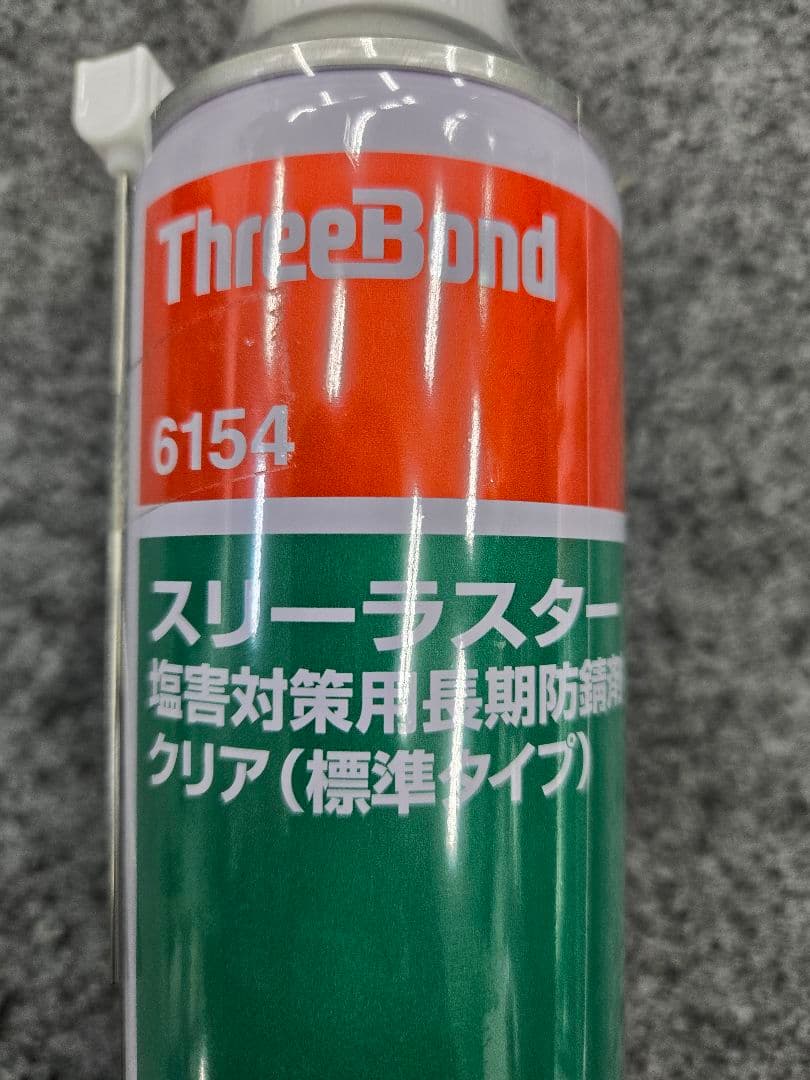 ThreeBond
6154
スリーラスター
塩害対策用長期防錆剤
クリア(標準タイプ)